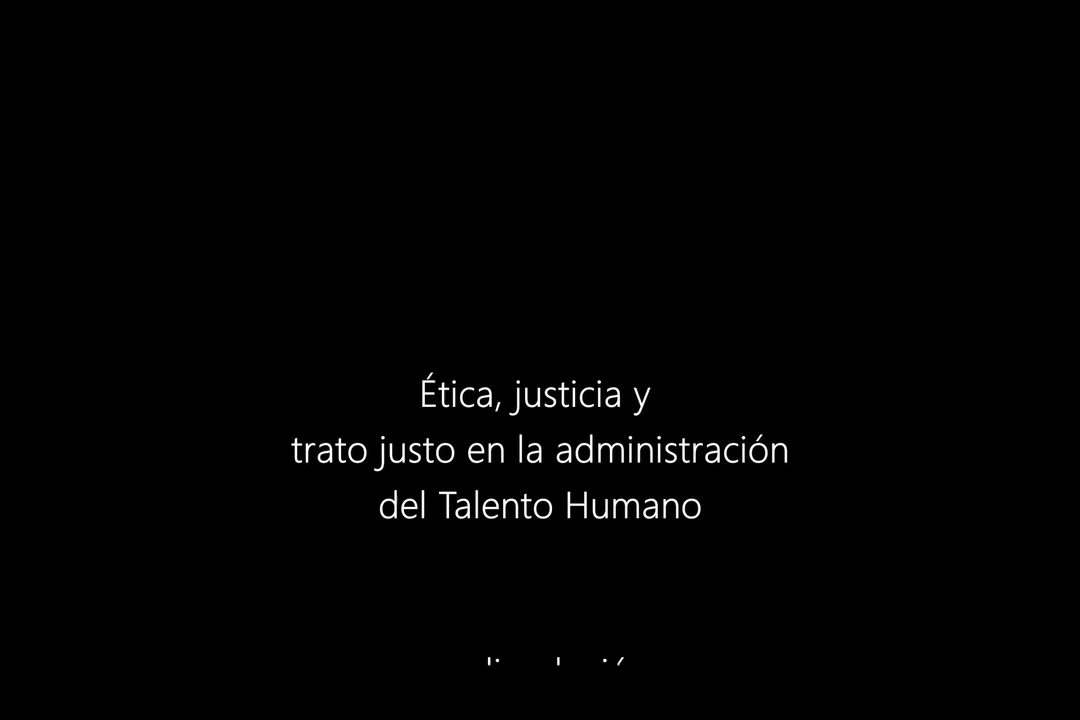 Ética, justicia y
trato justo en la administración
del Talento Humano